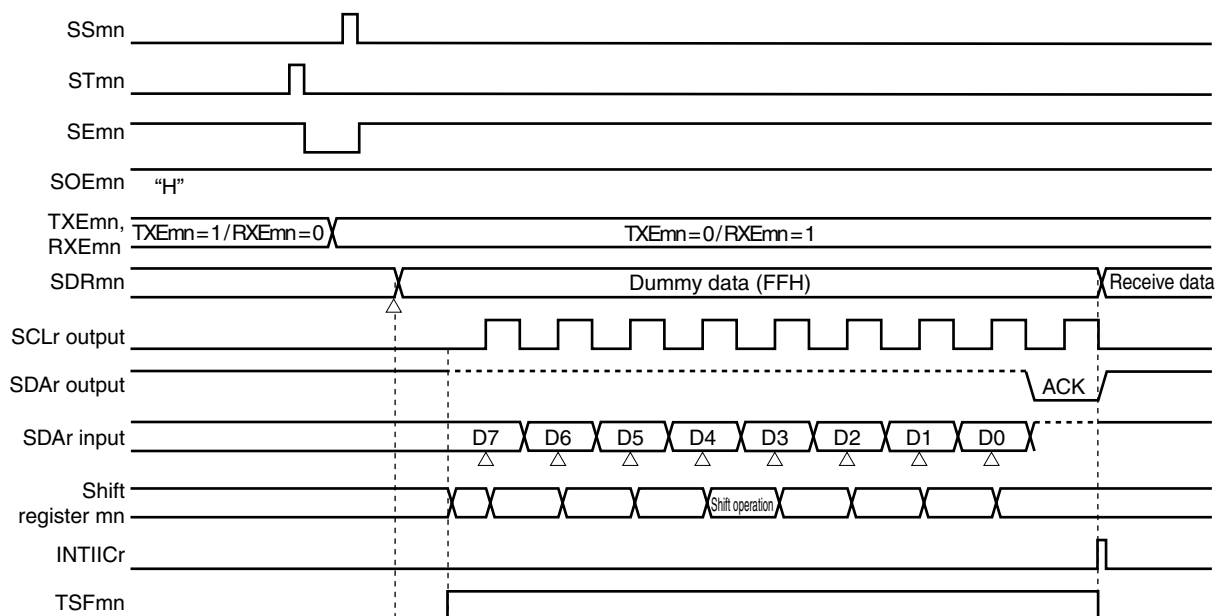 SSmn
STmn
SEmn
SOEmn "H"
TXEmn,
RXEmn TXEmn=1/RXEmn=0 TXEmn=0/RXEmn=1
SDRmn Dummy data (FFH) Receive data
SCLr output
SDAr output ACK
SDAr input D7 D6 D5 D4 D3 D2 D1 D0
Shift
register mn Shift operation
INTIICr
TSFmn